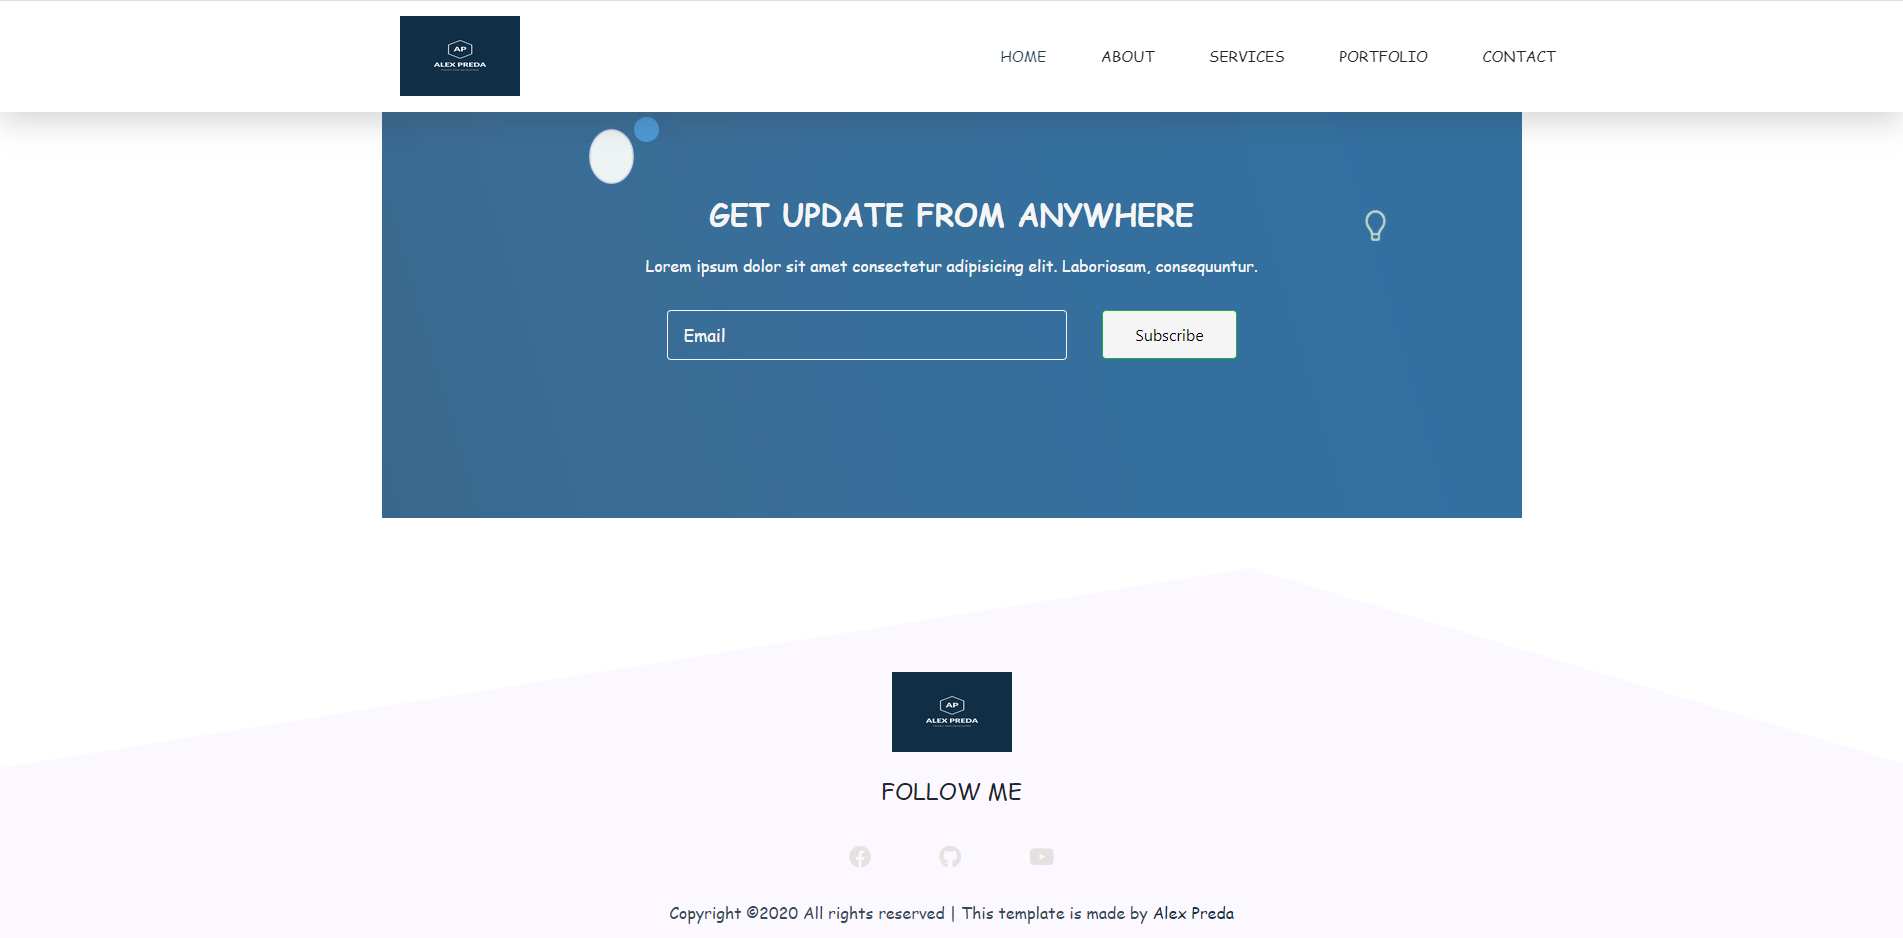 AP
ALEX PREDA
HOME ABOUT SERVICES PORTFOLIO CONTACT
GET UPDATE FROM ANYWHERE
Lorem ipsum dolor sit amet consectetur adipisicing elit. Laboriosam, consequuntur.
Email Subscribe
AP
ALEX PREDA
FOLLOW ME
Copyright ©2020 All rights reserved | This template is made by Alex Preda